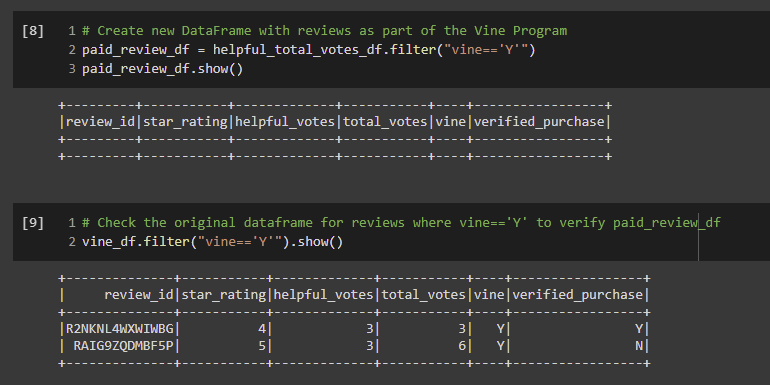 [8] 1 # Create new DataFrame with reviews as part of the Vine Program
2 paid_review_df = helpful_total_votes_df.filter("vine=='Y'")
3 paid_review_df.show()
+---------+-----------+-------------+-----------+----+-----------------+
|review_id|star_rating|helpful_votes|total_votes|vine|verified_purchase|
+---------+-----------+-------------+-----------+----+-----------------+
+---------+-----------+-------------+-----------+----+-----------------+
[9] 1 # Check the original dataframe for reviews where vine=='Y' to verify paid_review_df
2 vine_df.filter("vine=='Y'").show()
+--------------+-----------+-------------+-----------+----+-----------------+
|     review_id|star_rating|helpful_votes|total_votes|vine|verified_purchase|
+--------------+-----------+-------------+-----------+----+-----------------+
|R2NKNL4WXWIWBG|          4|            3|          3|   Y|                Y|
| RAIG9ZQDMBF5P|          5|            3|          6|   Y|                N|
+--------------+-----------+-------------+-----------+----+-----------------+